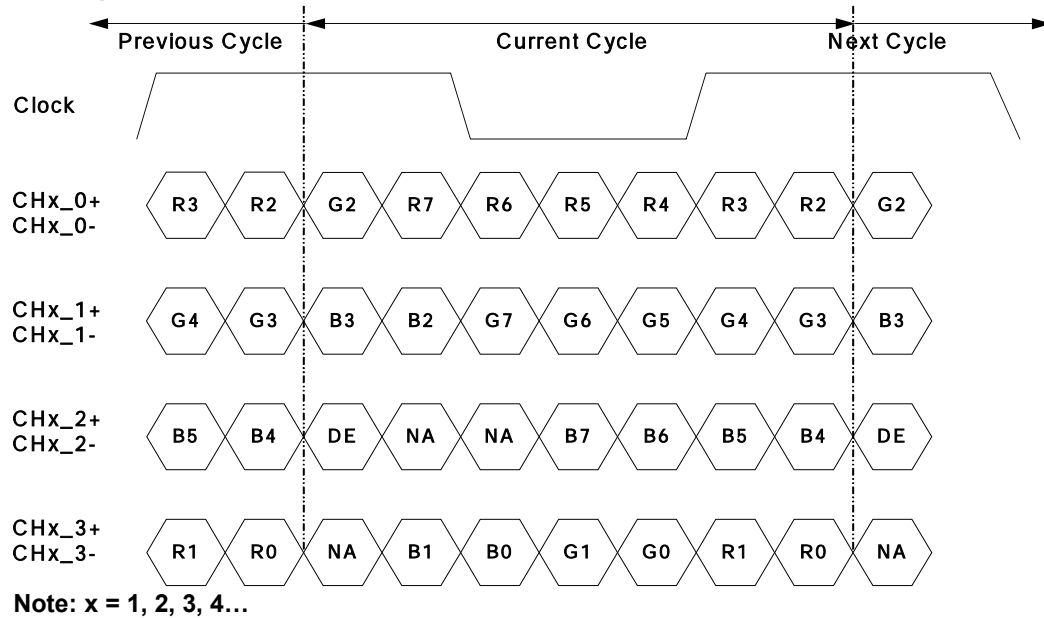 Previous Cycle Current Cycle Next Cycle
Clock
CHx_0+
CHx_0-
R3 R2 G2 R7 R6 R5 R4 R3 R2 G2
CHx_1+
CHx_1-
G4 G3 B3 B2 G7 G6 G5 G4 G3 B3
CHx_2+
CHx_2-
B5 B4 DE NA NA B7 B6 B5 B4 DE
CHx_3+
CHx_3-
R1 R0 NA B1 B0 G1 G0 R1 R0 NA
Note: x = 1, 2, 3, 4…